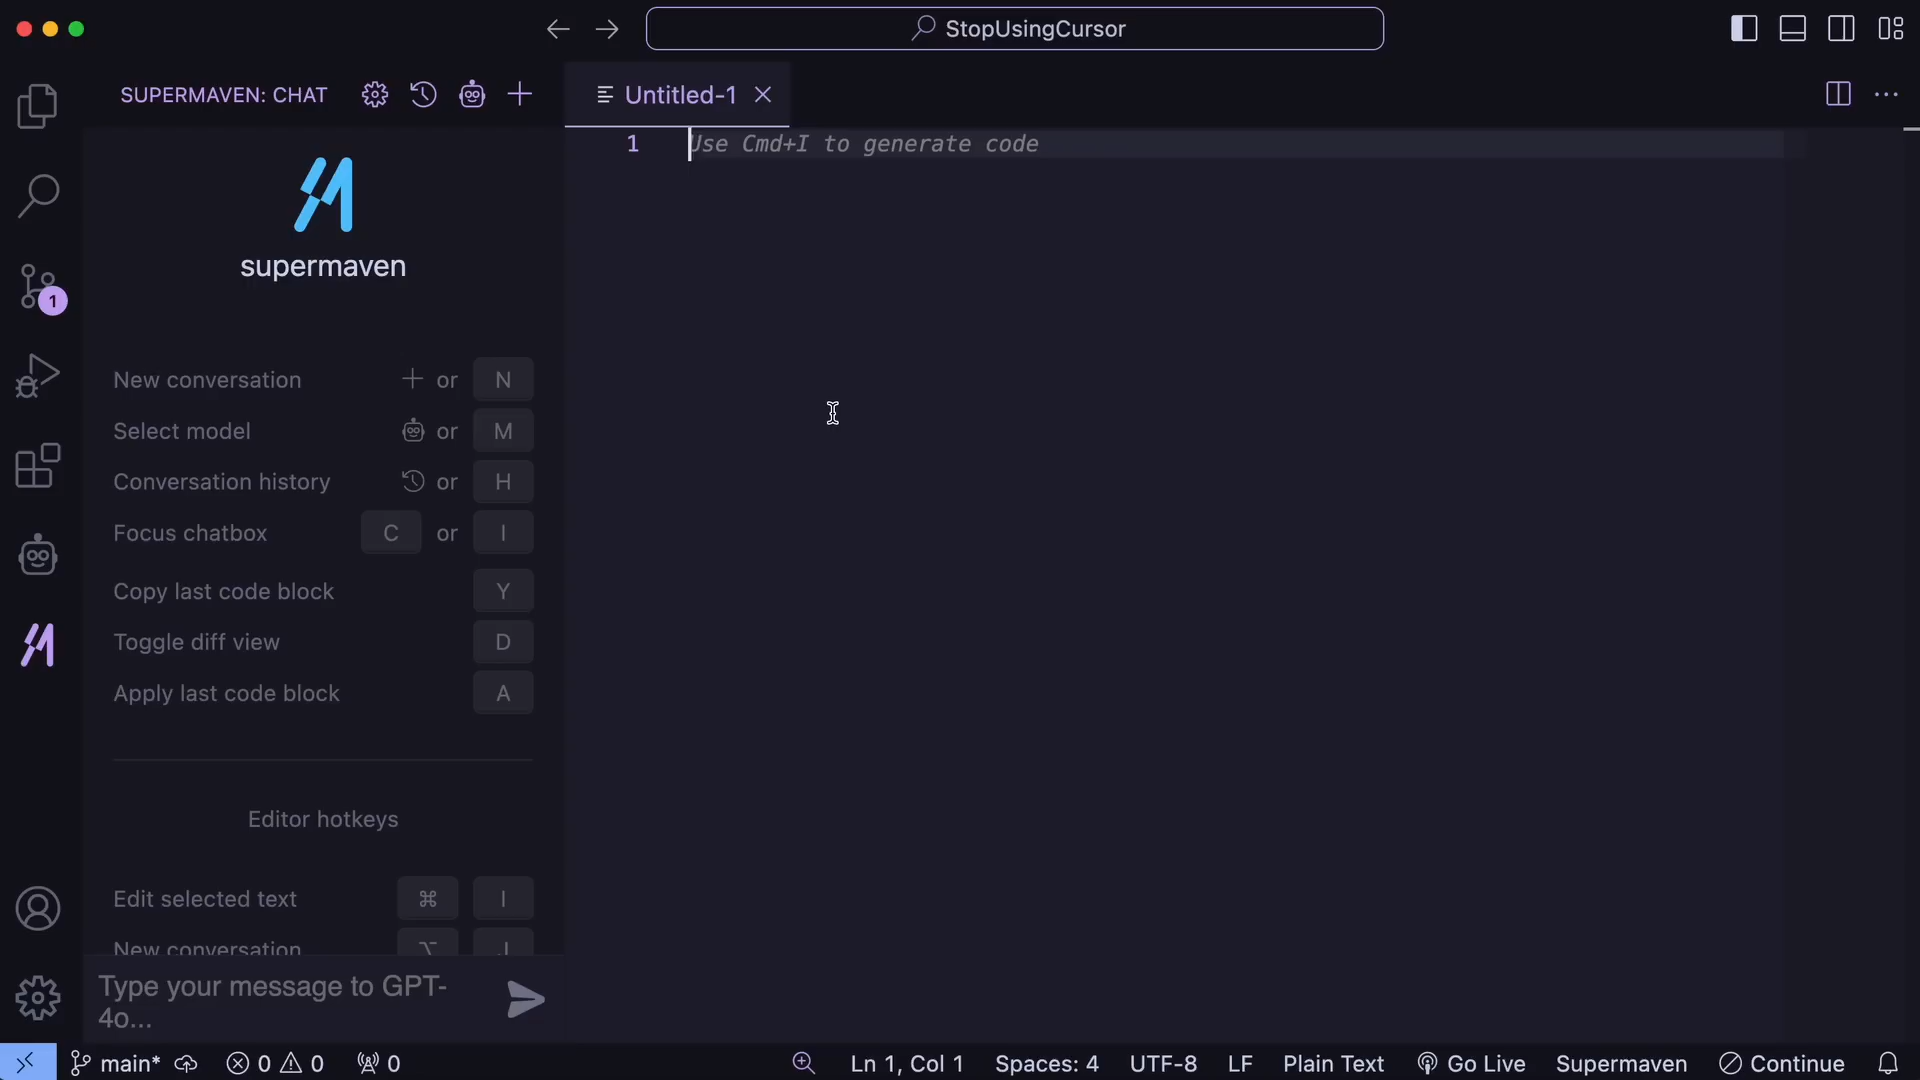 StopUsingCursor
SUPERMAVEN: CHAT
Untitled-1
1
Use Cmd+I to generate code
supermaven
1
New conversation + or N
Select model or M
Conversation history or H
Focus chatbox C or I
Copy last code block Y
Toggle diff view D
Apply last code block A
Editor hotkeys
Edit selected text ⌘ I
New conversation ⌥ J
Type your message to GPT-
4o...
main* 0 0 0 Ln 1, Col 1 Spaces: 4 UTF-8 LF Plain Text Go Live Supermaven Continue